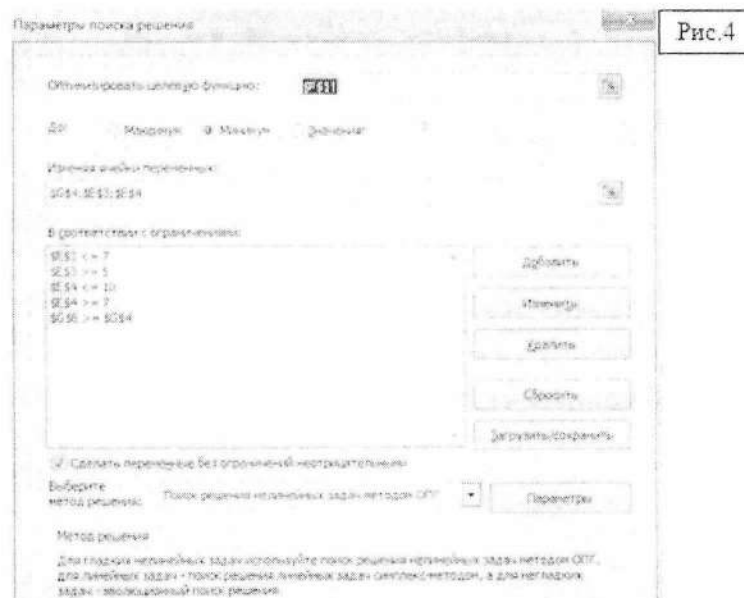 Параметры поиска решения
Рис.4
Оптимизировать целевую функцию:
До: Максимум Минимум Значения:
Изменяя ячейки переменных:
$G$4;$E$3;$E$4
В соответствии с ограничениями:
$E$3 <= 7
$E$3 >= 5
$E$4 <= 10
$E$4 >= 7
$G$6 >= $G$4
Добавить
Изменить
Удалить
Сбросить
Загрузить/сохранить
Сделать переменные без ограничений неотрицательными
Выберите
метод решения:
Поиск решения нелинейных задач методом ОПГ
Параметры
Метод решения
Для гладких нелинейных задач используйте поиск решения нелинейных задач методом ОПГ,
для линейных задач - поиск решения линейных задач симплекс-методом, а для негладких
задач - эволюционный поиск решения.